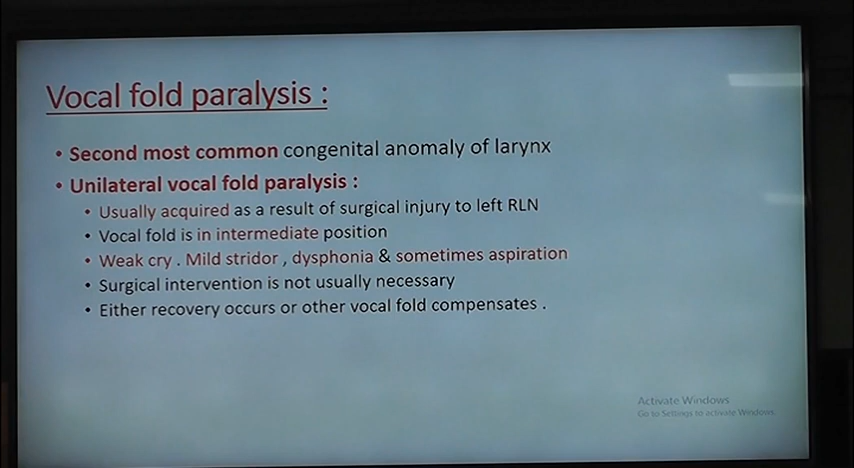 Vocal fold paralysis :
• Second most common congenital anomaly of larynx
• Unilateral vocal fold paralysis :
• Usually acquired as a result of surgical injury to left RLN
• Vocal fold is in intermediate position
• Weak cry . Mild stridor , dysphonia & sometimes aspiration
• Surgical intervention is not usually necessary
• Either recovery occurs or other vocal fold compensates .
Activate Windows
Go to Settings to activate Windows.